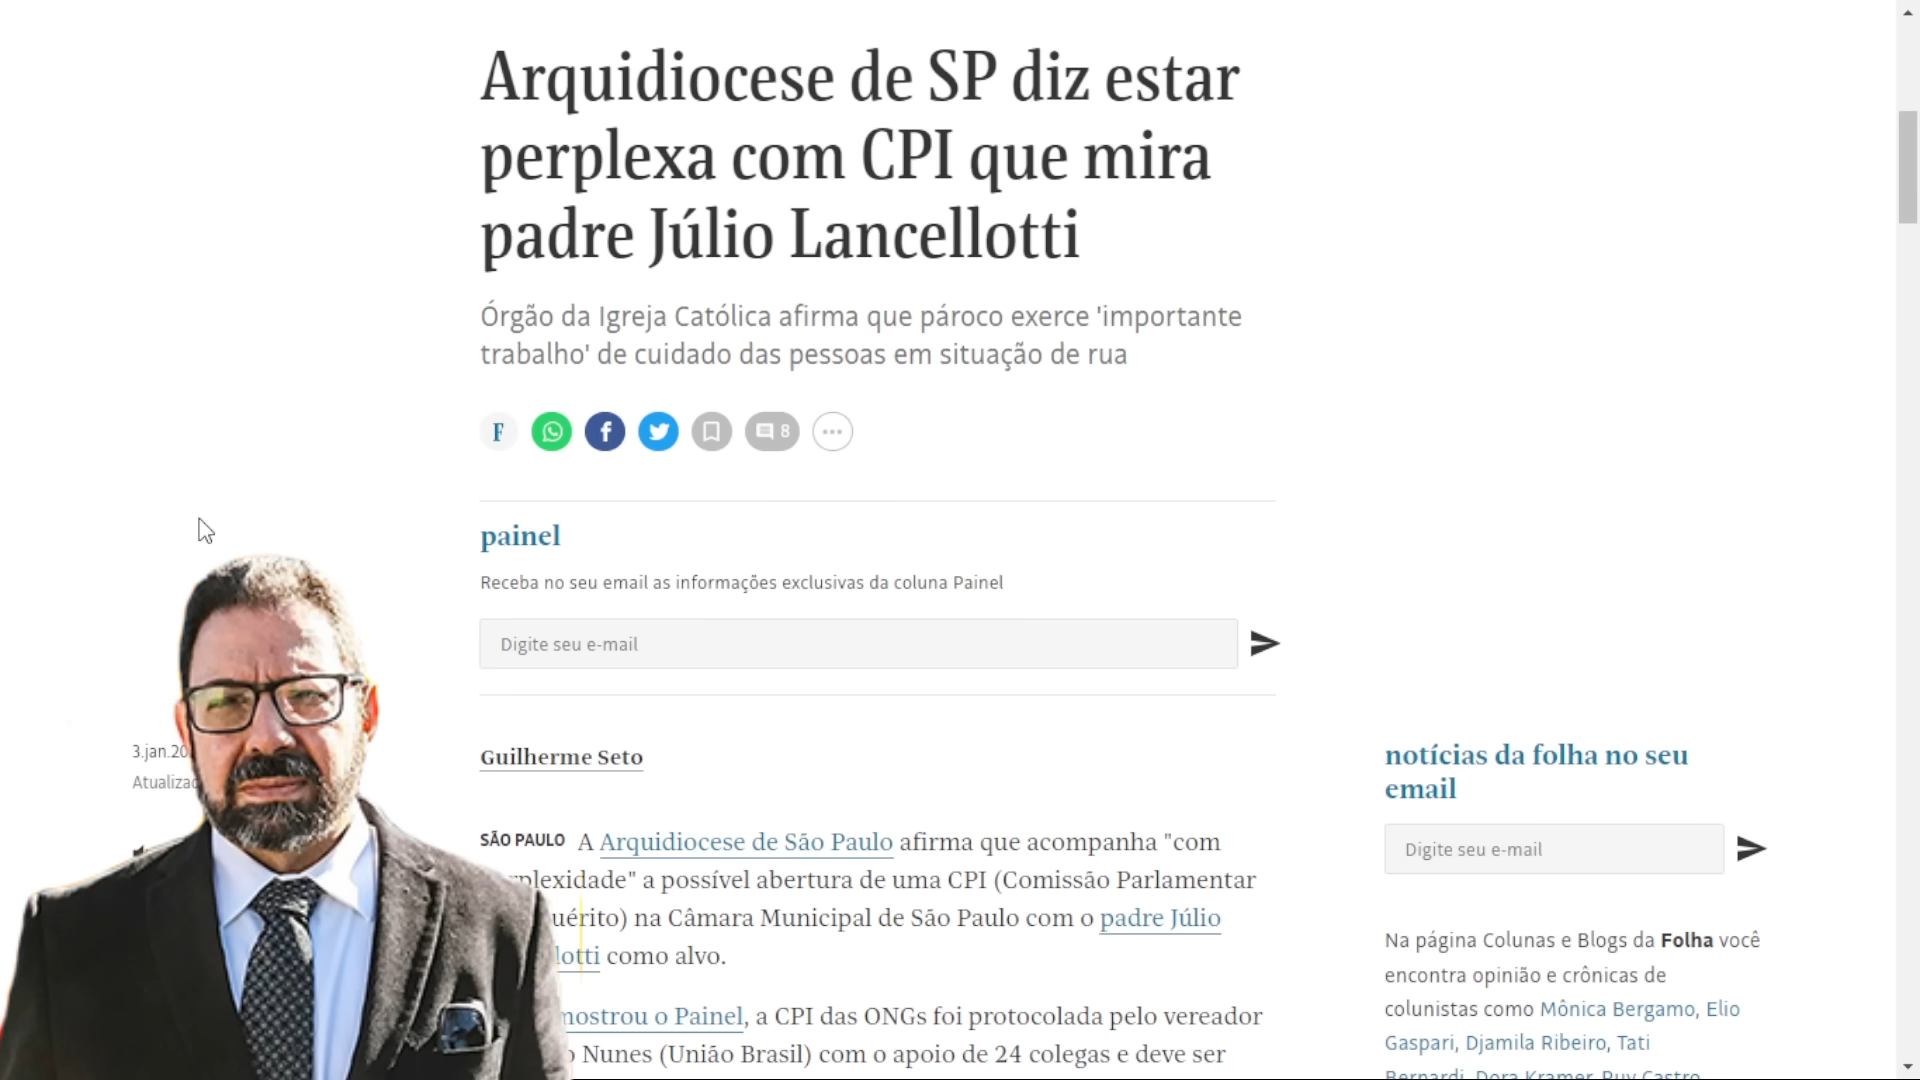 Arquidiocese de SP diz estar
perplexa com CPI que mira
padre Júlio Lancellotti
Órgão da Igreja Católica afirma que pároco exerce 'importante
trabalho' de cuidado das pessoas em situação de rua
F
8
painel
Receba no seu email as informações exclusivas da coluna Painel
Digite seu e-mail
3.jan.20
Guilherme Seto
SÃO PAULO A Arquidiocese de São Paulo afirma que acompanha "com
plexidade" a possível abertura de uma CPI (Comissão Parlamentar
uérito) na Câmara Municipal de São Paulo com o padre Júlio
lotti como alvo.
mostrou o Painel, a CPI das ONGs foi protocolada pelo vereador
Nunes (União Brasil) com o apoio de 24 colegas e deve ser
notícias da folha no seu
email
Digite seu e-mail
Na página Colunas e Blogs da Folha você
encontra opinião e crônicas de
colunistas como Mônica Bergamo, Elio
Gaspari, Djamila Ribeiro, Tati
Bernardi, Dora Kramer, Ruy Castro